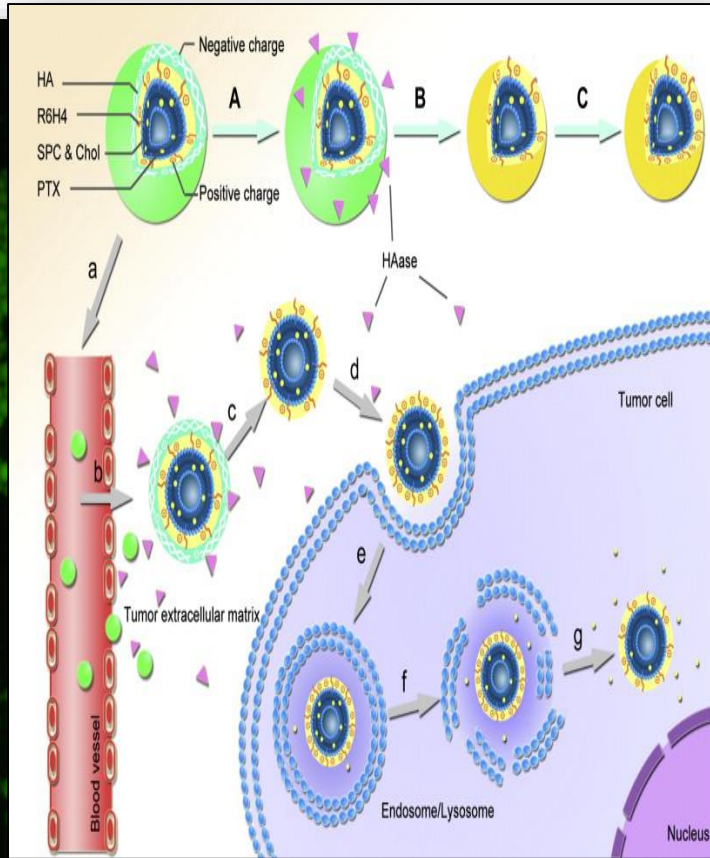 Negative charge
HA
A
B
C
R6H4
SPC & Chol
PTX
Positive charge
HAase
a
d
Tumor cell
c
b
e
Tumor extracellular matrix
g
f
Blood vessel
Endosome/Lysosome
Nucleus